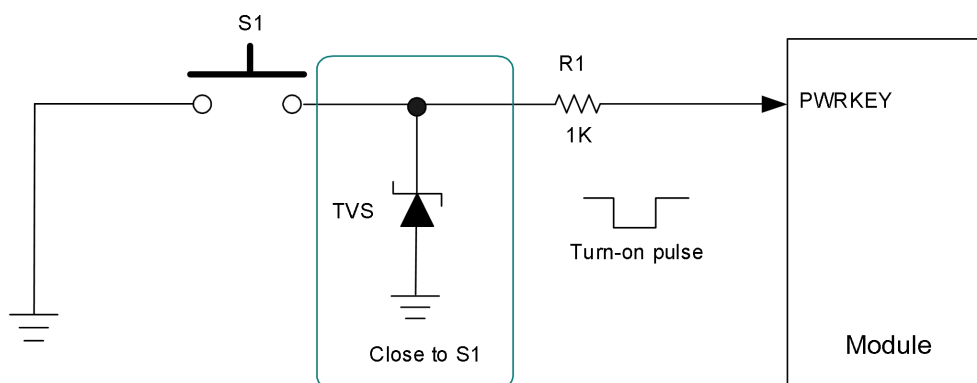 S1
R1
1K
PWRKEY
TVS
Turn-on pulse
Close to S1
Module